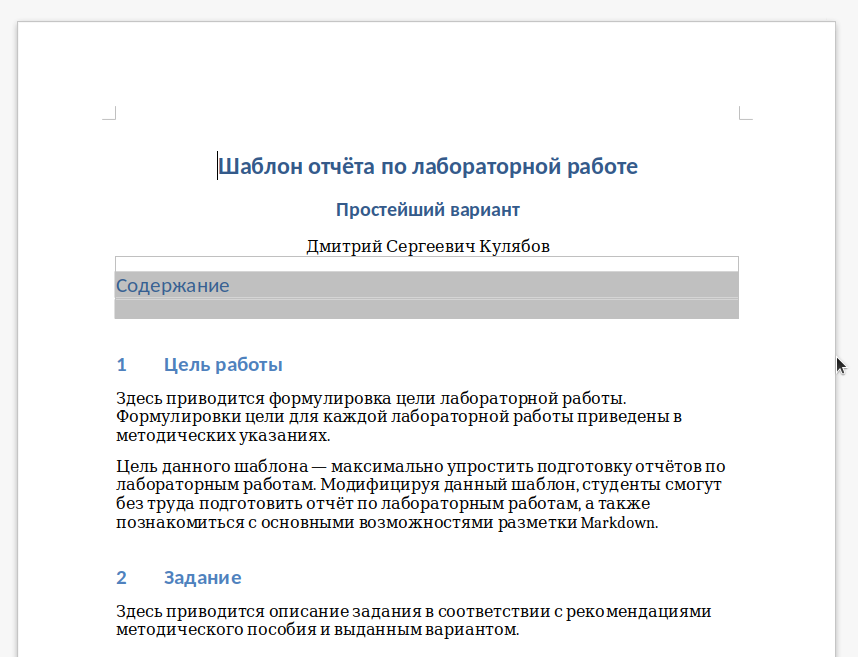 Шаблон отчёта по лабораторной работе
Простейший вариант
Дмитрий Сергеевич Кулябов
Содержание
1 Цель работы
Здесь приводится формулировка цели лабораторной работы.
Формулировки цели для каждой лабораторной работы приведены в
методических указаниях.
Цель данного шаблона — максимально упростить подготовку отчётов по
лабораторным работам. Модифицируя данный шаблон, студенты смогут
без труда подготовить отчёт по лабораторным работам, а также
познакомиться с основными возможностями разметки Markdown.
2 Задание
Здесь приводится описание задания в соответствии с рекомендациями
методического пособия и выданным вариантом.